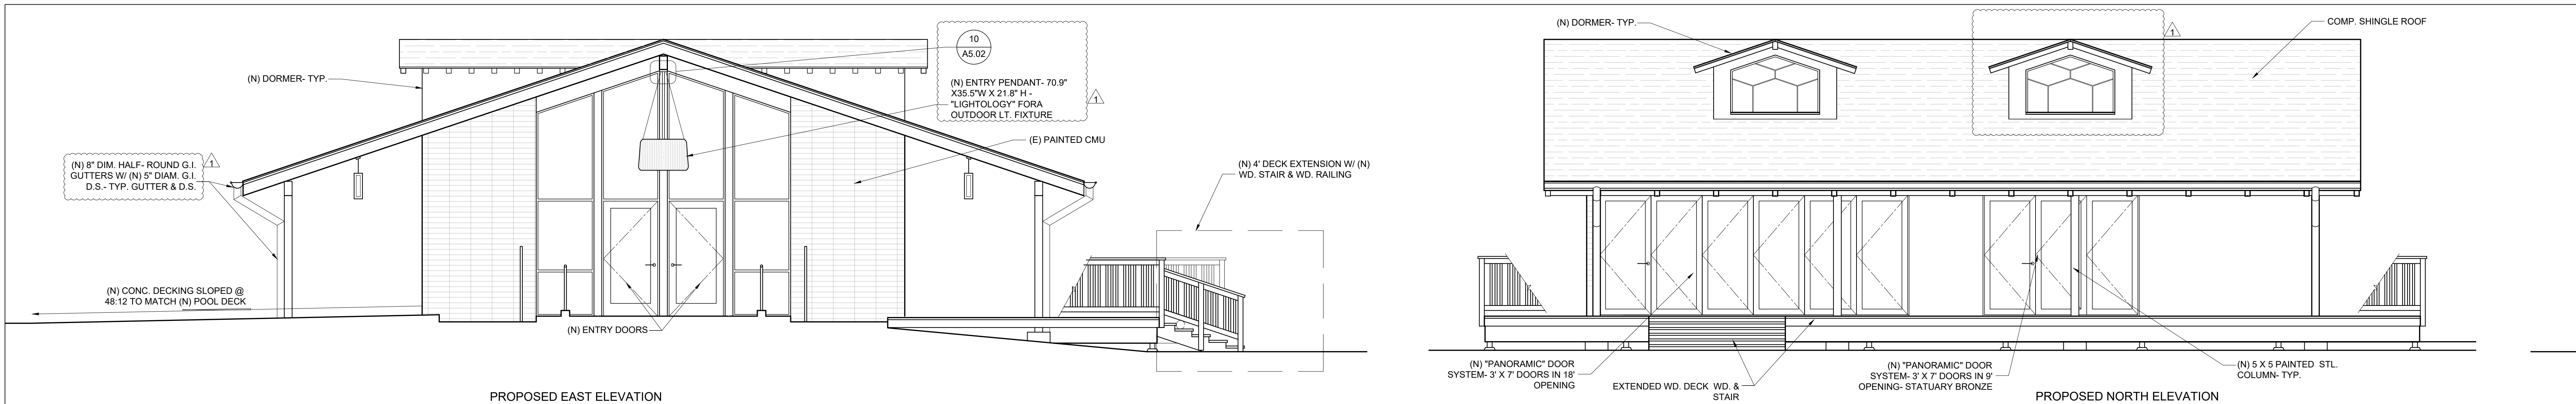 (N) DORMER- TYP.
10
A5.02
(N) ENTRY PENDANT- 70.9"
X35.5"W X 21.8" H -
"LIGHTOLOGY" FORA
OUTDOOR LT. FIXTURE
1
(E) PAINTED CMU
(N) 8" DIM. HALF- ROUND G.I.
GUTTERS W/ (N) 5" DIAM. G.I.
D.S.- TYP. GUTTER & D.S.
1
(N) 4' DECK EXTENSION W/ (N)
WD. STAIR & WD. RAILING
(N) CONC. DECKING SLOPED @
48:12 TO MATCH (N) POOL DECK
(N) ENTRY DOORS
PROPOSED EAST ELEVATION
(N) DORMER- TYP.
1
COMP. SHINGLE ROOF
(N) "PANORAMIC" DOOR
SYSTEM- 3' X 7' DOORS IN 18'
OPENING
EXTENDED WD. DECK  WD. &
STAIR
(N) "PANORAMIC" DOOR
SYSTEM- 3' X 7' DOORS IN 9'
OPENING- STATUARY BRONZE
(N) 5 X 5 PAINTED  STL.
COLUMN- TYP.
PROPOSED NORTH ELEVATION